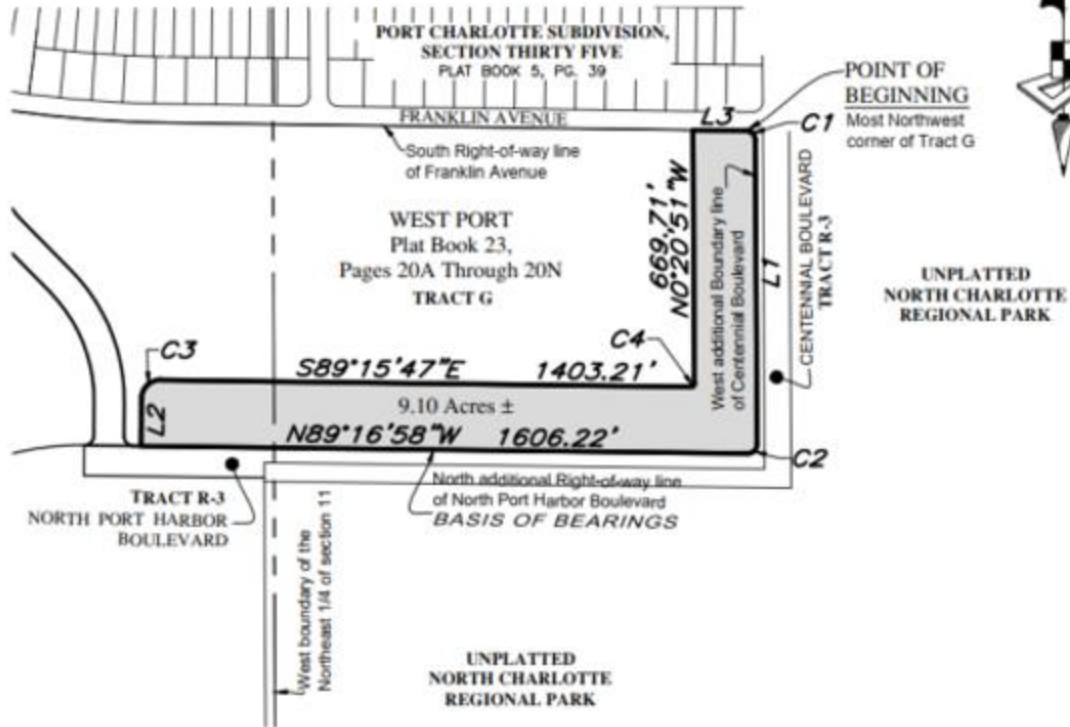 PORT CHARLOTTE SUBDIVISION,
SECTION THIRTY FIVE
PLAT BOOK 5, PG. 39
POINT OF
BEGINNING
Most Northwest
corner of Tract G
L3
C1
FRANKLIN AVENUE
South Right-of-way line
of Franklin Avenue
WEST PORT
Plat Book 23,
Pages 20A Through 20N
TRACT G
669.71'
N0°20'51"W
West additional Boundary line
of Centennial Boulevard
L1
CENTENNIAL BOULEVARD
TRACT R-3
UNPLATTED
NORTH CHARLOTTE
REGIONAL PARK
C3
C4
S89°15'47"E 1403.21'
L2
9.10 Acres ±
N89°16'58"W 1606.22'
C2
North additional Right-of-way line
of North Port Harbor Boulevard
BASIS OF BEARINGS
TRACT R-3
NORTH PORT HARBOR
BOULEVARD
West boundary of the
Northeast 1/4 of section 11
UNPLATTED
NORTH CHARLOTTE
REGIONAL PARK